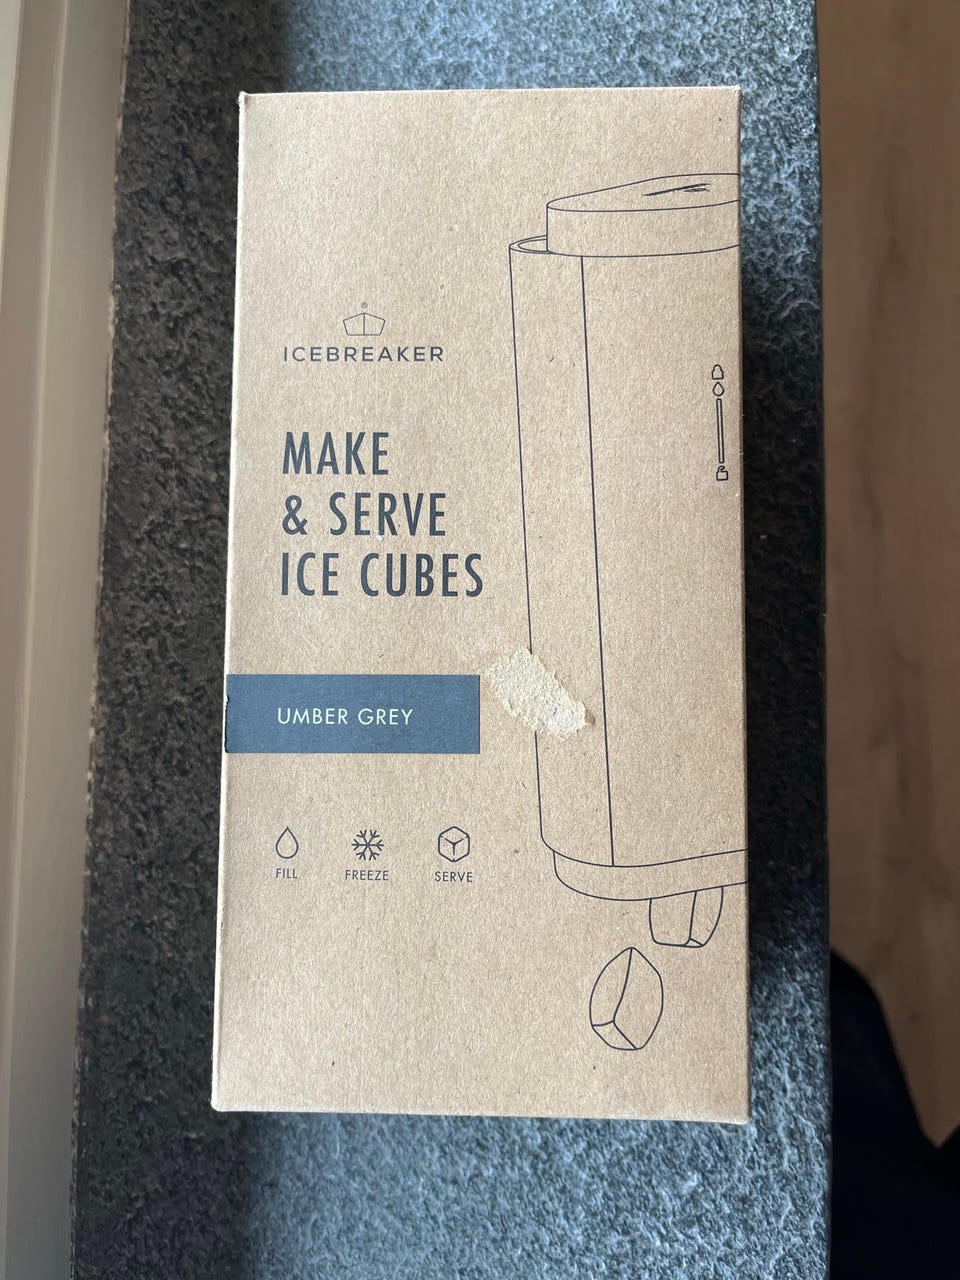 ®
ICEBREAKER
MAKE
& SERVE
ICE CUBES
UMBER GREY
FILL
FREEZE
SERVE